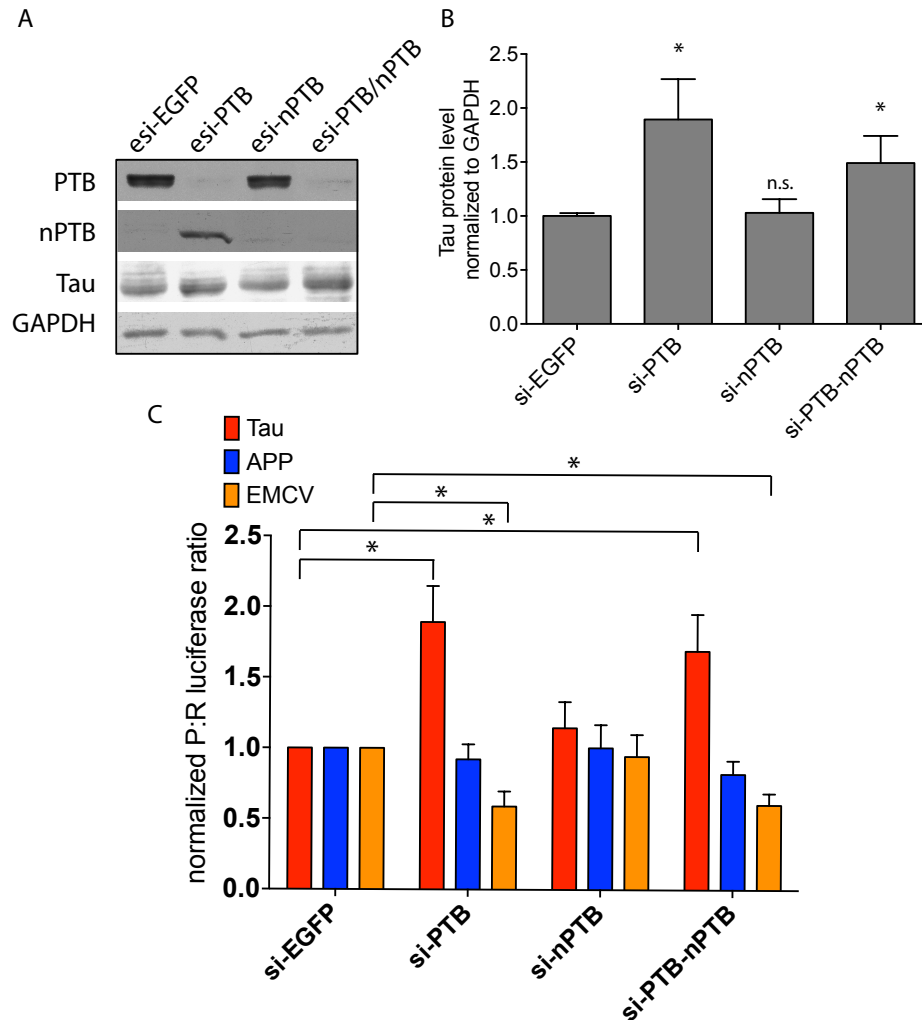 A
esi-EGFP
esi-PTB
esi-nPTB
esi-PTB/nPTB
PTB
nPTB
Tau
GAPDH
B
Tau protein level
normalized to GAPDH
2.5
2.0
1.5
1.0
0.5
0.0
*
n.s.
*
si-EGFP
si-PTB
si-nPTB
si-PTB-nPTB
C
Tau
APP
EMCV
*
*
*
*
normalized P:R luciferase ratio
2.5
2.0
1.5
1.0
0.5
0.0
si-EGFP
si-PTB
si-nPTB
si-PTB-nPTB